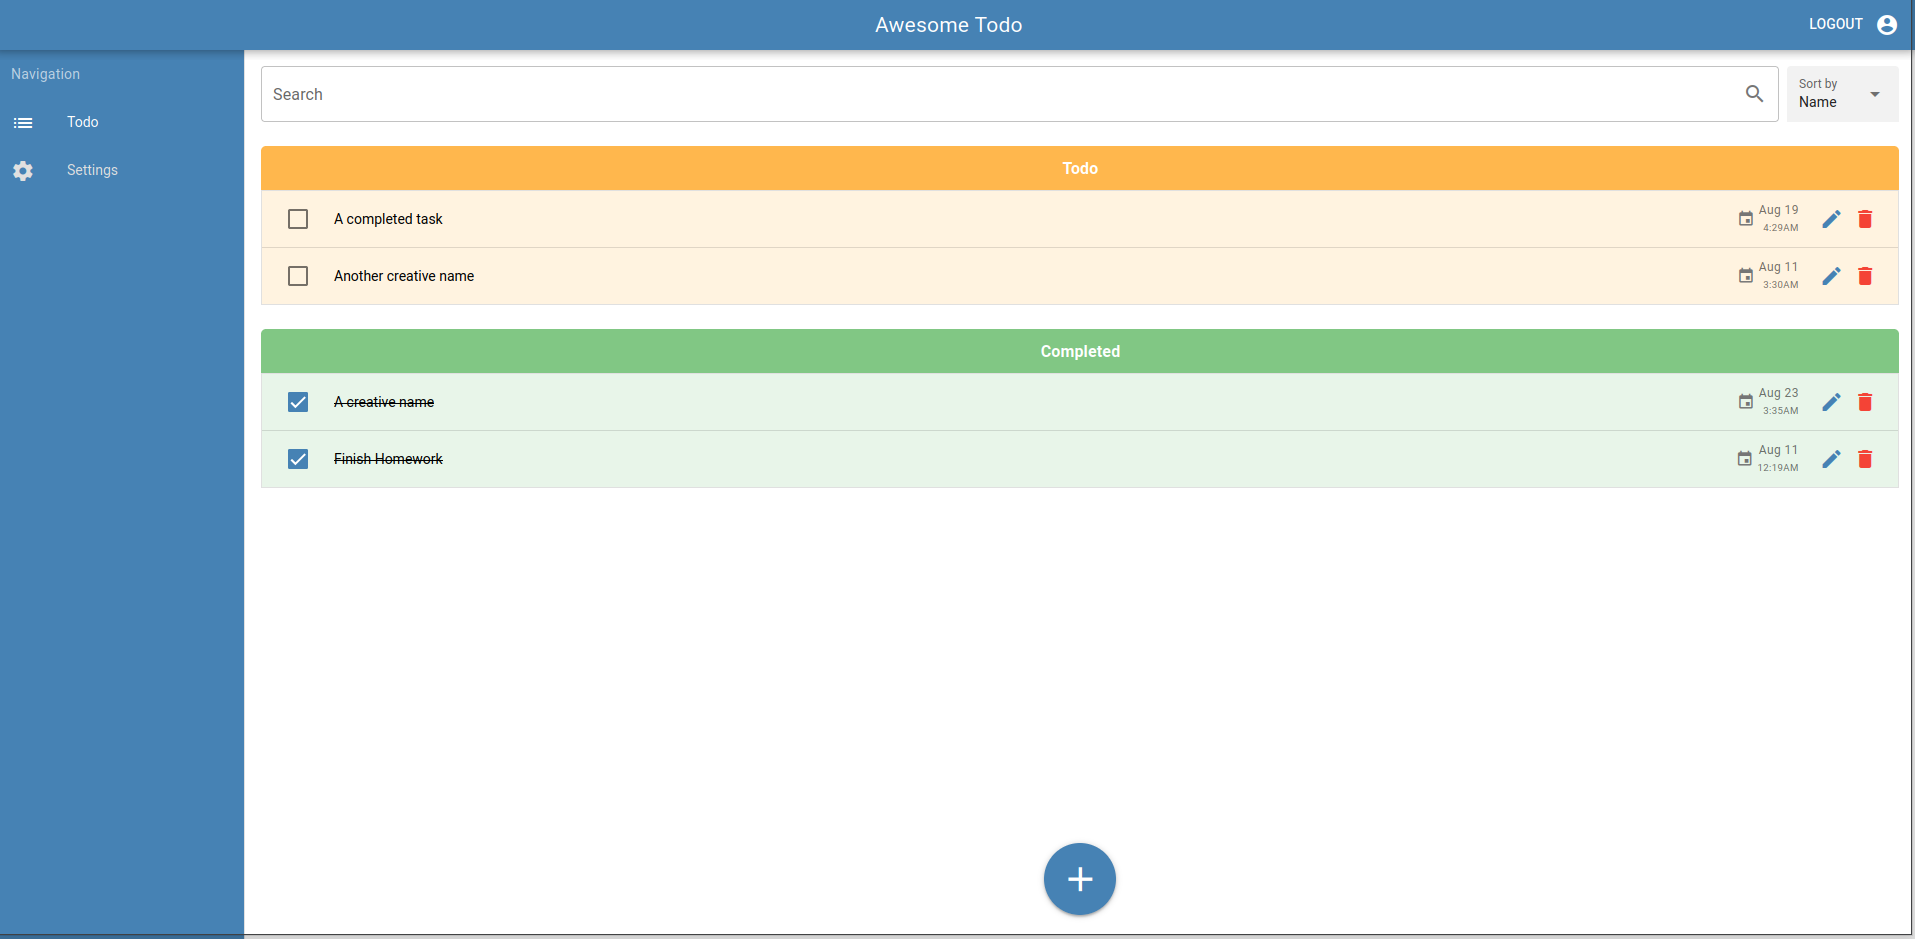 Awesome Todo
LOGOUT
Navigation
Todo
Settings
Search
Sort by
Name
Todo
A completed task
Aug 19
4:29AM
Another creative name
Aug 11
3:30AM
Completed
A creative name
Aug 23
3:35AM
Finish Homework
Aug 11
12:19AM